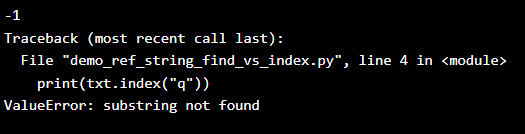 -1
Traceback (most recent call last):
  File "demo_ref_string_find_vs_index.py", line 4 in <module>
    print(txt.index("q"))
ValueError: substring not found